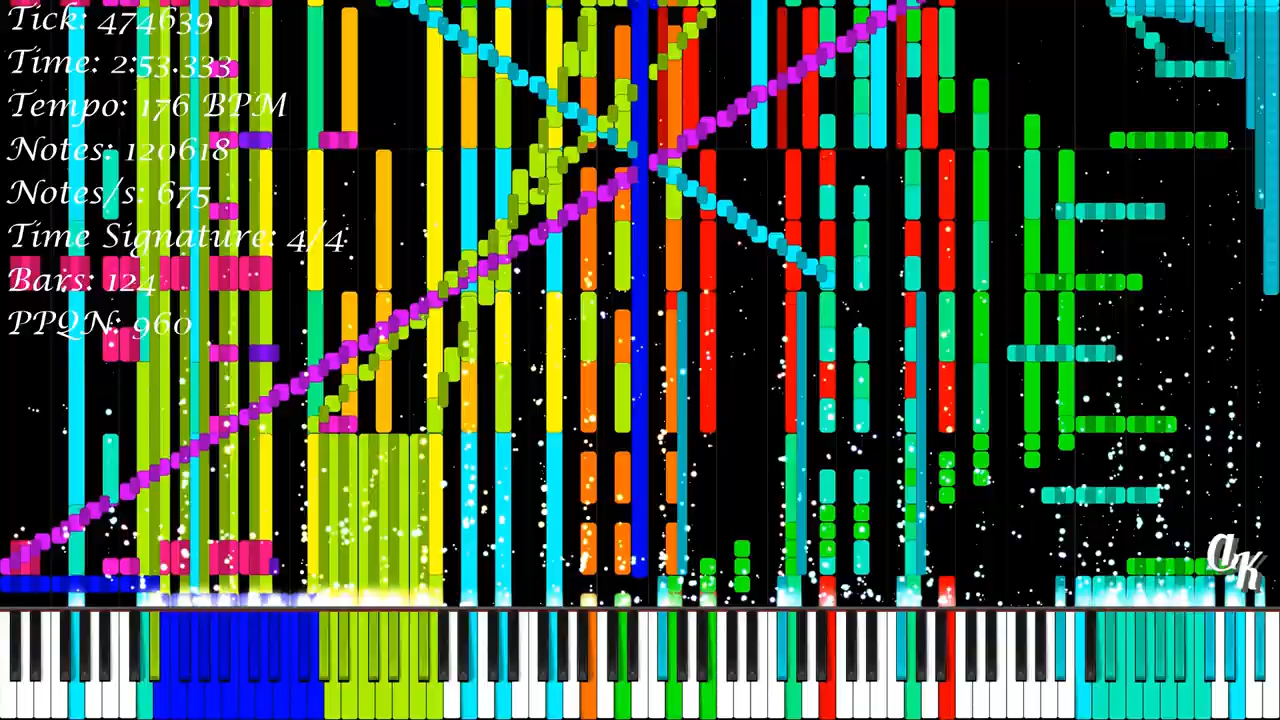 Tick: 474639
Time: 2:53.333
Tempo: 176 BPM
Notes: 120618
Notes/s: 675
Time Signature: 4/4
Bars: 124
PPQN: 960
AK